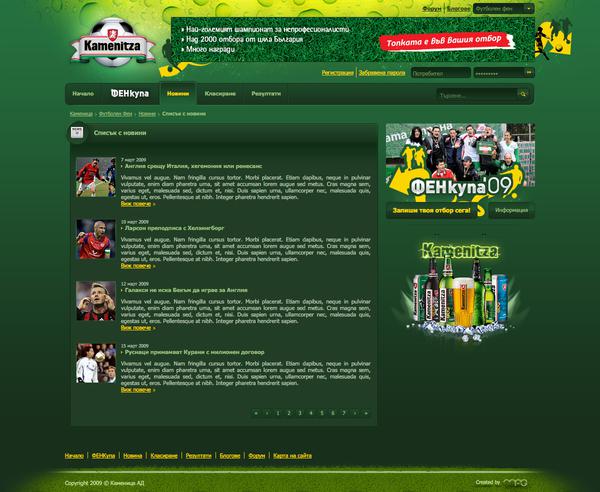 Форум | Блогове
Футболен фен
Kamenitza
Най-големият шампионат за непрофесионалисти
Над 2000 отбора от цяла България
Много награди
Топката е във Вашия отбор
Регистрация | Забравена парола
Потребител
••••••••••
Начало
ФЕНкупа
Новини
Класиране
Резултати
Търсене...
Каменица › Футболен Фен › Новини › Списък с новини
NEWS
Списък с новини
7 март 2009
Англия срещу Италия, хегемония или ренесанс
Vivamus vel augue. Nam fringilla cursus tortor. Morbi placerat. Etiam dapibus, neque in pulvinar
vulputate, enim diam pharetra urna, sit amet accumsan lorem augue sed metus. Cras magna sem,
varius eget, malesuada sed, dictum et, nisi. Duis sapien urna, ullamcorper nec, malesuada quis,
egestas ut, eros. Pellentesque at nibh. Integer pharetra hendrerit sapien.
Виж повече »
10 март 2009
Ларсон преподписа с Хелзингборг
Vivamus vel augue. Nam fringilla cursus tortor. Morbi placerat. Etiam dapibus, neque in pulvinar
vulputate, enim diam pharetra urna, sit amet accumsan lorem augue sed metus. Cras magna sem,
varius eget, malesuada sed, dictum et, nisi. Duis sapien urna, ullamcorper nec, malesuada quis,
egestas ut, eros. Pellentesque at nibh. Integer pharetra hendrerit sapien.
Виж повече »
12 март 2009
Галакси не иска Бекъм да играе за Англия
Vivamus vel augue. Nam fringilla cursus tortor. Morbi placerat. Etiam dapibus, neque in pulvinar
vulputate, enim diam pharetra urna, sit amet accumsan lorem augue sed metus. Cras magna sem,
varius eget, malesuada sed, dictum et, nisi. Duis sapien urna, ullamcorper nec, malesuada quis,
egestas ut, eros. Pellentesque at nibh. Integer pharetra hendrerit sapien.
Виж повече »
15 март 2009
Руснаци примамват Курани с милионен договор
Vivamus vel augue. Nam fringilla cursus tortor. Morbi placerat. Etiam dapibus, neque in pulvinar
vulputate, enim diam pharetra urna, sit amet accumsan lorem augue sed metus. Cras magna sem,
varius eget, malesuada sed, dictum et, nisi. Duis sapien urna, ullamcorper nec, malesuada quis,
egestas ut, eros. Pellentesque at nibh. Integer pharetra hendrerit sapien.
Виж повече »
« ‹ 1 2 3 4 5 6 7 › »
ФЕНкупа09
Запиши твоя отбор сега!
Информация
Kamenitza
Начало | ФЕНКупа | Новина | Класиране | Резултати | Блогове | Форум | Карта на сайта
Copyright 2009 © Каменица АД
Created by